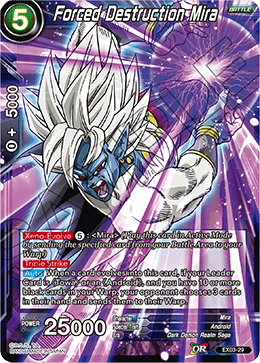 Forced Destruction Mira
BATTLE
5
0 + 5000
Xeno-Evolve 5 : <Mira> (Play this card in Active Mode
by sending the specified card from your Battle Area to your
Warp)
Triple Strike
Auto When a card evolves into this card, if your Leader
Card is <Towa> or an <Android>, and you have 10 or more
black cards in your Warp, your opponent chooses 3 cards
in their hand and sends them to their Warp.
POWER
25000
Character
Mira
Special Trait
Android
Era
Dark Demon Realm Saga
EX03-29